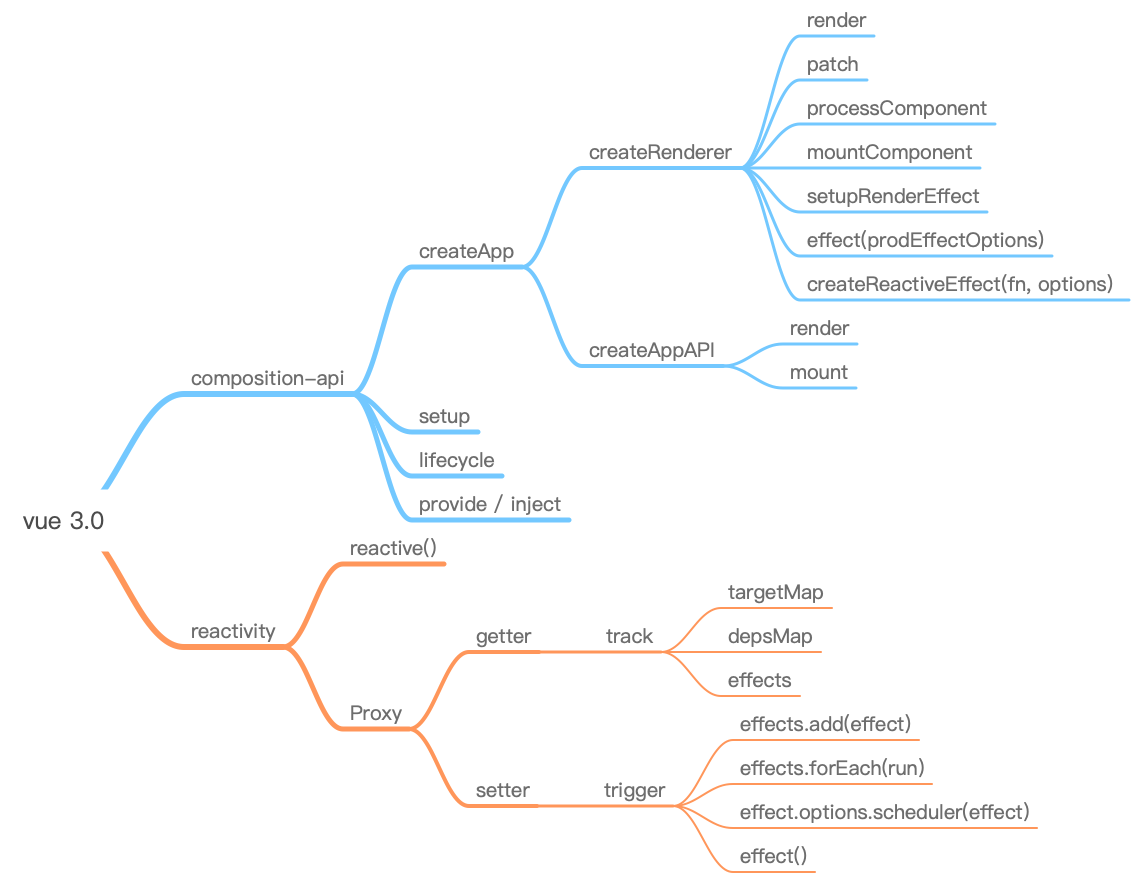 vue 3.0
composition-api
createApp
createRenderer
render
patch
processComponent
mountComponent
setupRenderEffect
effect(prodEffectOptions)
createReactiveEffect(fn, options)
createAppAPI
render
mount
setup
lifecycle
provide / inject
reactivity
reactive()
Proxy
getter
track
targetMap
depsMap
effects
setter
trigger
effects.add(effect)
effects.forEach(run)
effect.options.scheduler(effect)
effect()